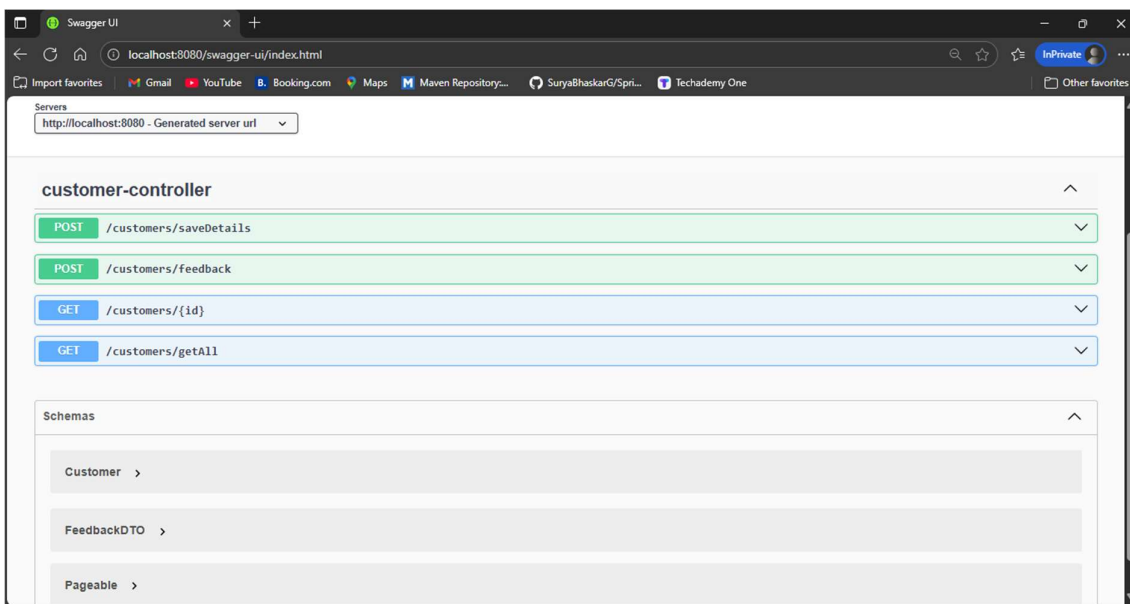 Swagger UI
localhost:8080/swagger-ui/index.html
InPrivate
Import favorites Gmail YouTube B. Booking.com Maps M Maven Repository:... SuryaBhaskarG/Spri... T Techademy One Other favorites
Servers
http://localhost:8080 - Generated server url
customer-controller
POST /customers/saveDetails
POST /customers/feedback
GET /customers/{id}
GET /customers/getAll
Schemas
Customer
FeedbackDTO
Pageable